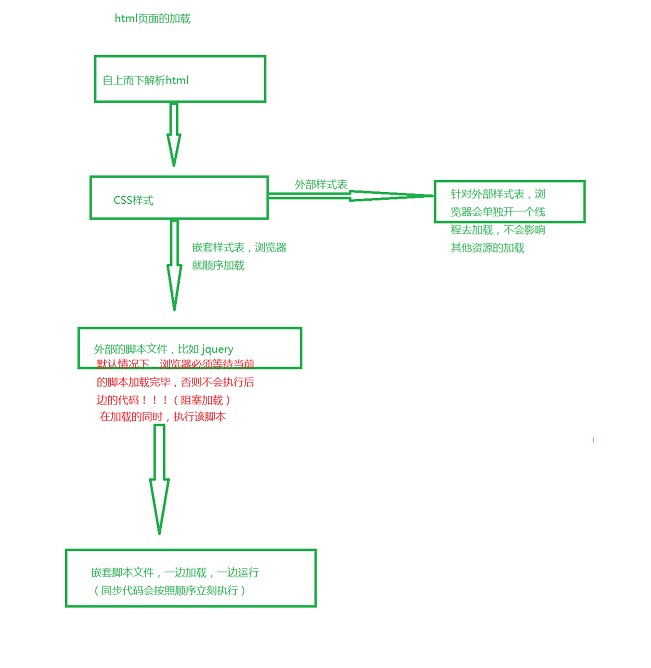 html页面的加载
自上而下解析html
外部样式表
CSS样式
针对外部样式表，浏
览器会单独开一个线
程去加载，不会影响
其他资源的加载
嵌套样式表，浏览器
就顺序加载
外部的脚本文件，比如 jquery
默认情况下，浏览器必须等待当前
的脚本加载完毕，否则不会执行后
边的代码！！！（阻塞加载）
在加载的同时，执行该脚本
嵌套脚本文件，一边加载，一边运行
（同步代码会按照顺序立刻执行）